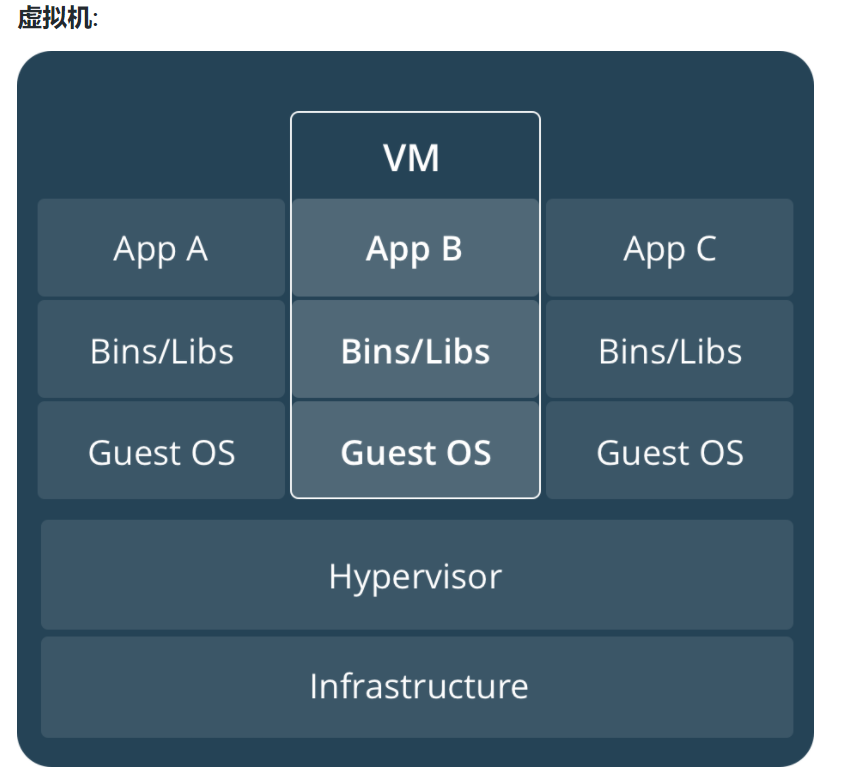 虚拟机:
VM
App A
App B
App C
Bins/Libs
Bins/Libs
Bins/Libs
Guest OS
Guest OS
Guest OS
Hypervisor
Infrastructure